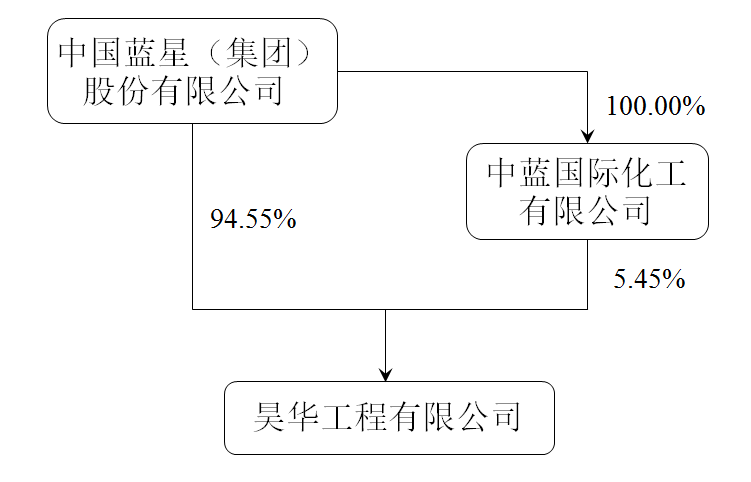 中国蓝星（集团）
股份有限公司
100.00%
中蓝国际化工
有限公司
94.55%
5.45%
昊华工程有限公司